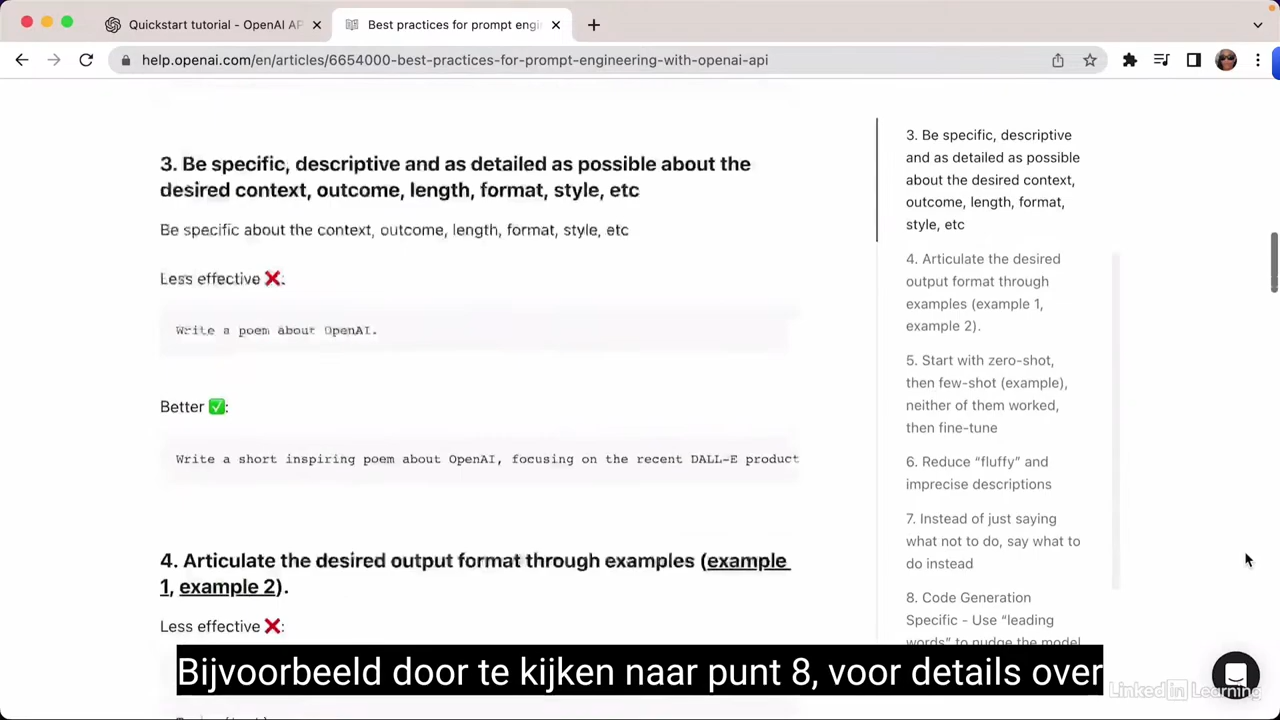 Quickstart tutorial - OpenAI AP
Best practices for prompt engi
help.openai.com/en/articles/6654000-best-practices-for-prompt-engineering-with-openai-api
3. Be specific, descriptive and as detailed as possible about the
desired context, outcome, length, format, style, etc
Be specific about the context, outcome, length, format, style, etc
Less effective ❌:
Write a poem about OpenAI.
Better ✅:
Write a short inspiring poem about OpenAI, focusing on the recent DALL-E product
4. Articulate the desired output format through examples (example
1, example 2).
Less effective ❌:
3. Be specific, descriptive
and as detailed as possible
about the desired context,
outcome, length, format,
style, etc
4. Articulate the desired
output format through
examples (example 1,
example 2).
5. Start with zero-shot,
then few-shot (example),
neither of them worked,
then fine-tune
6. Reduce “fluffy” and
imprecise descriptions
7. Instead of just saying
what not to do, say what to
do instead
8. Code Generation
Specific - Use “leading
words” to nudge the model
Bijvoorbeeld door te kijken naar punt 8, voor details over
LinkedIn Learning